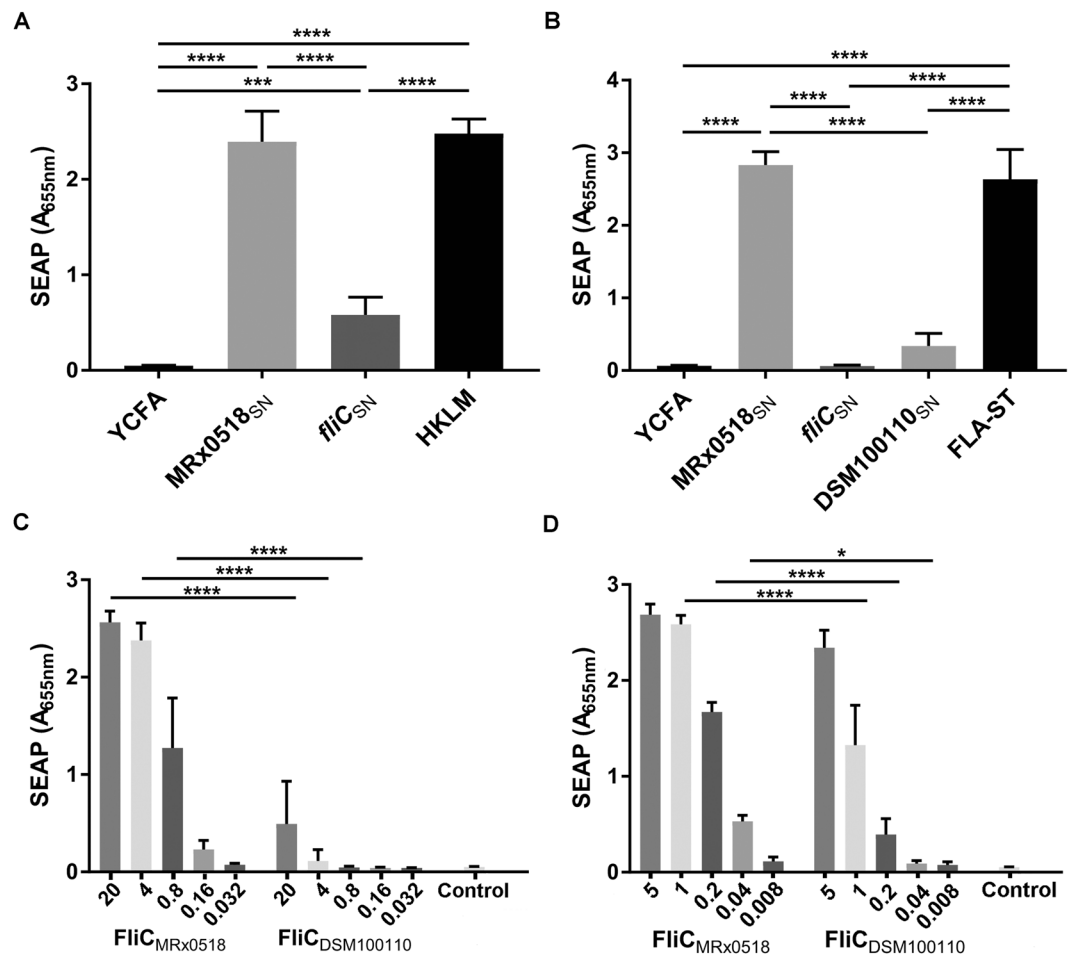 A
****
**** ****
*** ****
SEAP (A655nm)
3
2
1
0
YCFA
MRx0518SN
fliCSN
HKLM
B
****
**** ****
**** **** ****
SEAP (A655nm)
4
3
2
1
0
YCFA
MRx0518SN
fliCSN
DSM100110SN
FLA-ST
C
****
****
****
SEAP (A655nm)
3
2
1
0
20 4 0.8 0.16 0.032 20 4 0.8 0.16 0.032 Control
FliCMRx0518 FliCDSM100110
D
*
****
****
SEAP (A655nm)
3
2
1
0
5 1 0.2 0.04 0.008 5 1 0.2 0.04 0.008 Control
FliCMRx0518 FliCDSM100110